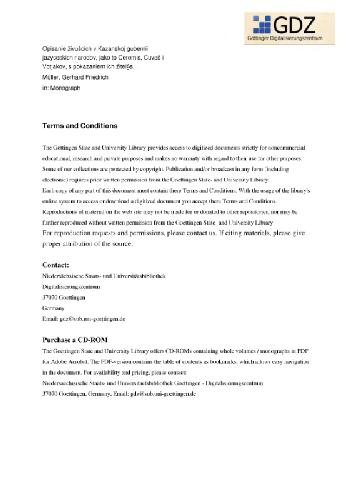 GDZ
Göttinger Digitalisierungszentrum
Opisanie živuščich v Kazanskoj gubernii
jazyčeskich narodov, jako to Čeremis, Čuvaš i
Votjakov, s pokazaniem ich žitel'st
Müller, Gerhard Friedrich
in: Monograph
Terms and Conditions
The Göttingen State and University Library provides access to digitized documents strictly for noncommercial
educational, research and private purposes and makes no warranty with regard to their use for other purposes.
Some of our collections are protected by copyright. Publication and/or broadcast in any form (including
electronic) requires prior written permission from the Goettingen State- and University Library.
Each copy of any part of this document must contain there Terms and Conditions. With the usage of the library's
online system to access or download a digitized document you accept there Terms and Conditions.
Reproductions of material on the web site may not be made for or donated to other repositories, nor may be
further reproduced without written permission from the Goettingen State- and University Library
For reproduction requests and permissions, please contact us. If citing materials, please give
proper attribution of the source.
Contact:
Niedersächsische Staats- und Universitätsbibliothek
Digitalisierungszentrum
37070 Goettingen
Germany
Email: gdz@sub.uni-goettingen.de
Purchase a CD-ROM
The Goettingen State and University Library offers CD-ROMs containing whole volumes / monographs in PDF
for Adobe Acrobat. The PDF-version contains the table of contents as bookmarks, which allows easy navigation
in the document. For availability and pricing, please contact:
Niedersaechsische Staats- und Universitaetsbibliothek Goettingen - Digitalisierungszentrum
37070 Goettingen, Germany, Email: gdz@sub.uni-goettingen.de